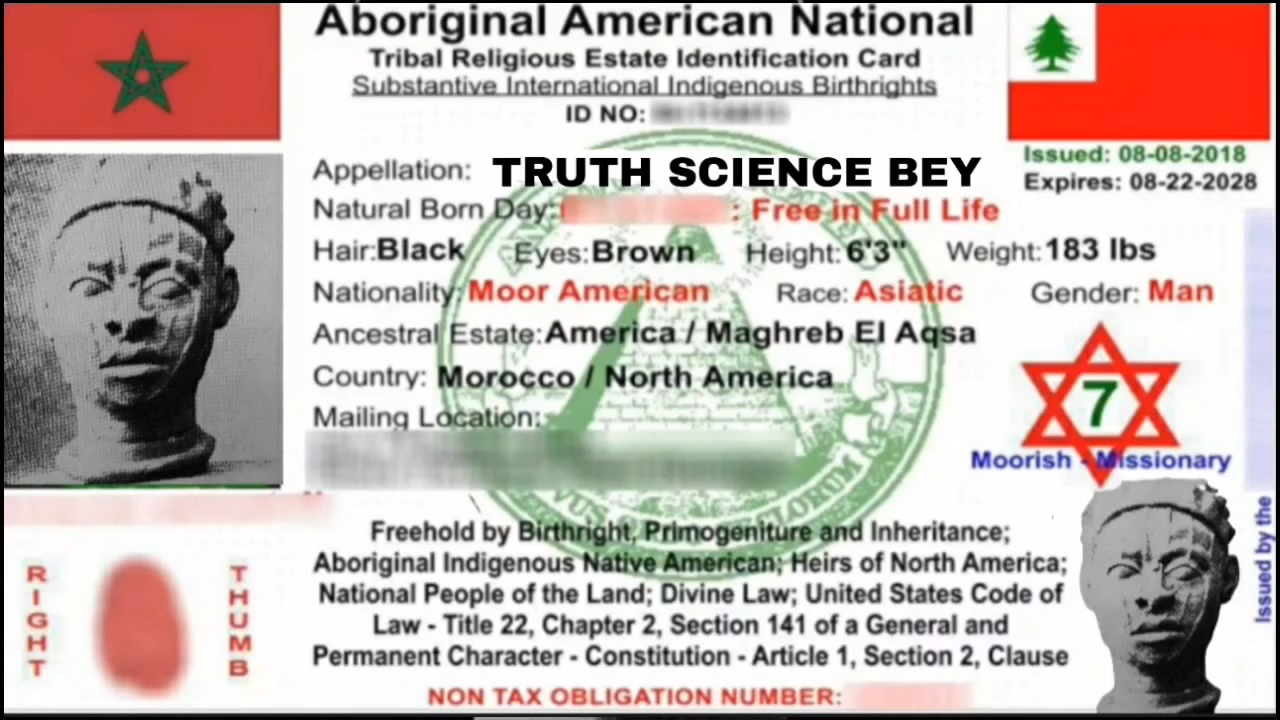 Aboriginal American National
Tribal Religious Estate Identification Card
Substantive International Indigenous Birthrights
ID NO:
Issued: 08-08-2018
Expires: 08-22-2028
Appellation: TRUTH SCIENCE BEY
Natural Born Day: : Free in Full Life
Hair:Black Eyes:Brown Height: 6'3" Weight:183 lbs
Nationality:Moor American Race: Asiatic Gender: Man
Ancestral Estate:America / Maghreb El Aqsa
Country: Morocco / North America
Mailing Location:
7
Moorish - Missionary
RIGHT
THUMB
Freehold by Birthright, Primogeniture and Inheritance;
Aboriginal Indigenous Native American; Heirs of North America;
National People of the Land; Divine Law; United States Code of
Law - Title 22, Chapter 2, Section 141 of a General and
Permanent Character - Constitution - Article 1, Section 2, Clause
NON TAX OBLIGATION NUMBER:
Issued by the